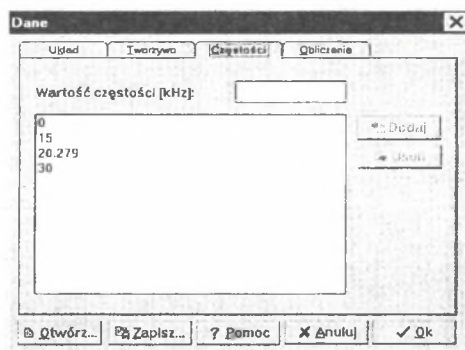 Dane
Układ Tworzywo Częstości Obliczenie
Wartość częstości [kHz]:
0
15
20.279
30
Dodaj
Usuń
Otwórz... Zapisz... ? Pomoc Anuluj Ok